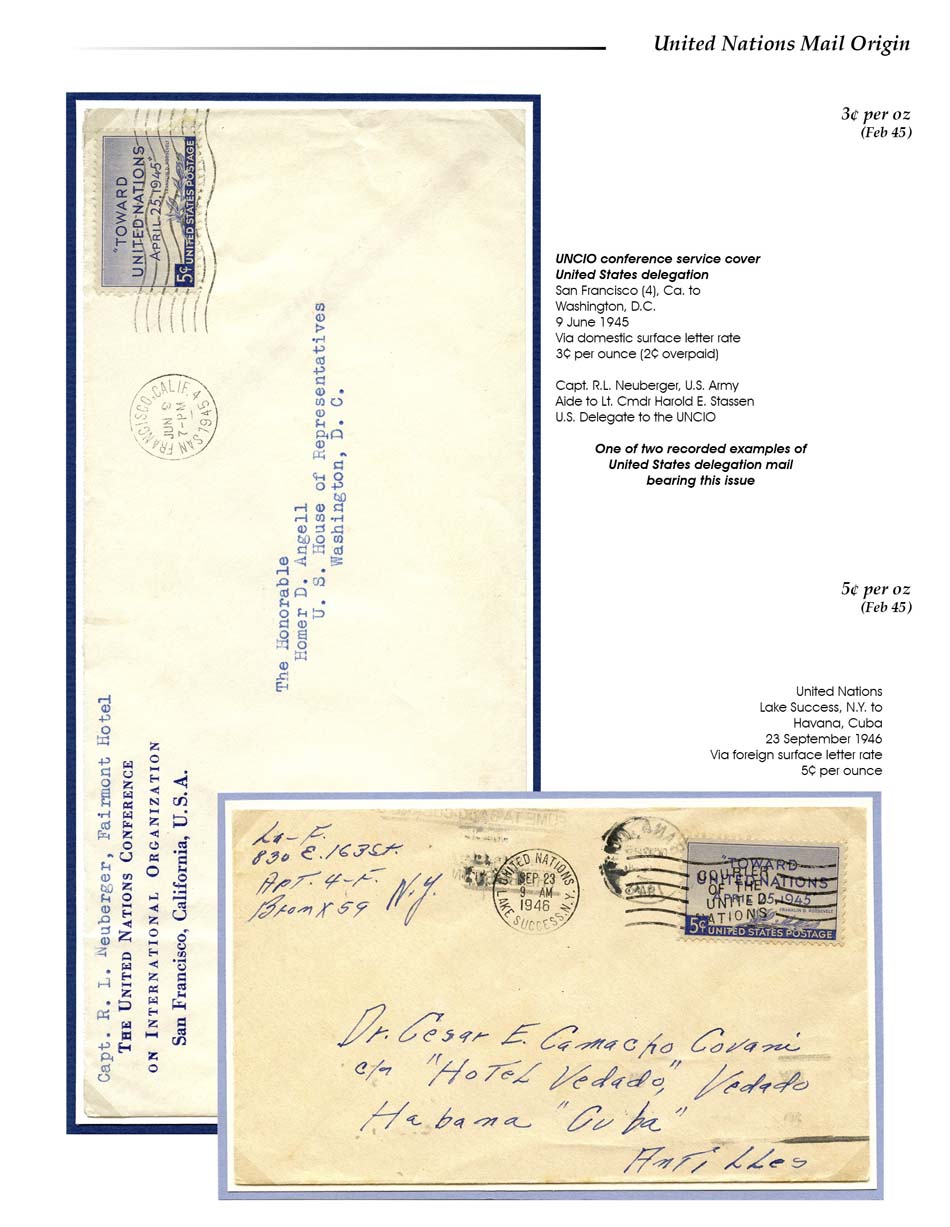 United Nations Mail Origin
3¢ per oz
(Feb 45)
"TOWARD
UNITED NATIONS
APRIL 25, 1945"
5¢ UNITED STATES POSTAGE
SAN FRANCISCO, CALIF. 4
JUN 9
7-PM
1945
The Honorable
Homer D. Angell
U. S. House of Representatives
Washington, D. C.
Capt. R. L. Neuberger, Fairmont Hotel
THE UNITED NATIONS CONFERENCE
ON INTERNATIONAL ORGANIZATION
San Francisco, California, U.S.A.
UNCIO conference service cover
United States delegation
San Francisco (4), Ca. to
Washington, D.C.
9 June 1945
Via domestic surface letter rate
3¢ per ounce (2¢ overpaid)
Capt. R.L. Neuberger, U.S. Army
Aide to Lt. Cmdr Harold E. Stassen
U.S. Delegate to the UNCIO
One of two recorded examples of
United States delegation mail
bearing this issue
5¢ per oz
(Feb 45)
United Nations
Lake Success, N.Y. to
Havana, Cuba
23 September 1946
Via foreign surface letter rate
5¢ per ounce
La-F.
830 E. 163 St.
Apt. 4-F.
Bronx 59 N.Y.
UNITED NATIONS
SEP 23
9 AM
1946
LAKE SUCCESS, N.Y.
COURIER
OF THE
UNITED
NATIONS
"TOWARD
UNITED NATIONS
APRIL 25, 1945"
FRANKLIN D. ROOSEVELT
5¢ UNITED STATES POSTAGE
Dr. Cesar E. Camacho Covani
c/o "Hotel Vedado", Vedado
Habana "Cuba"
Antilles